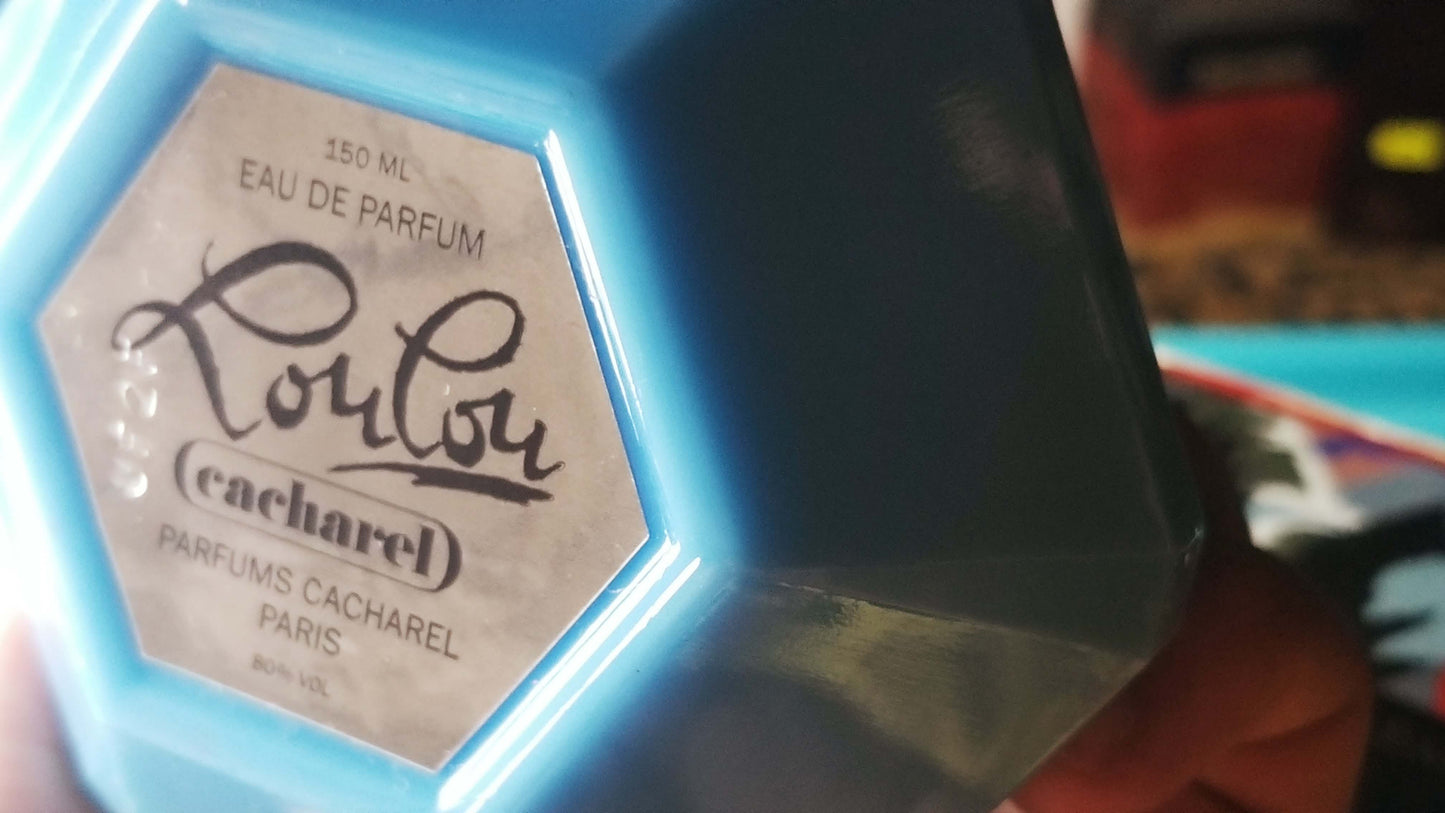 150 ML
EAU DE PARFUM
LouLou
cacharel
PARFUMS CACHAREL
PARIS
80% VOL